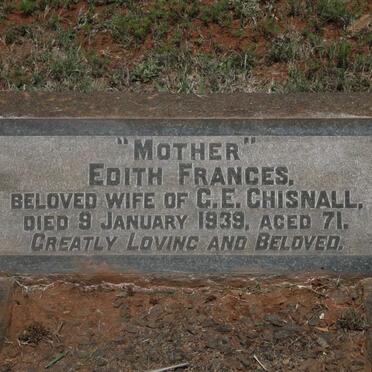 "MOTHER"
EDITH FRANCES,
BELOVED WIFE OF C.E. CHISNALL,
DIED 9 JANUARY 1939, AGED 71.
GREATLY LOVING AND BELOVED.